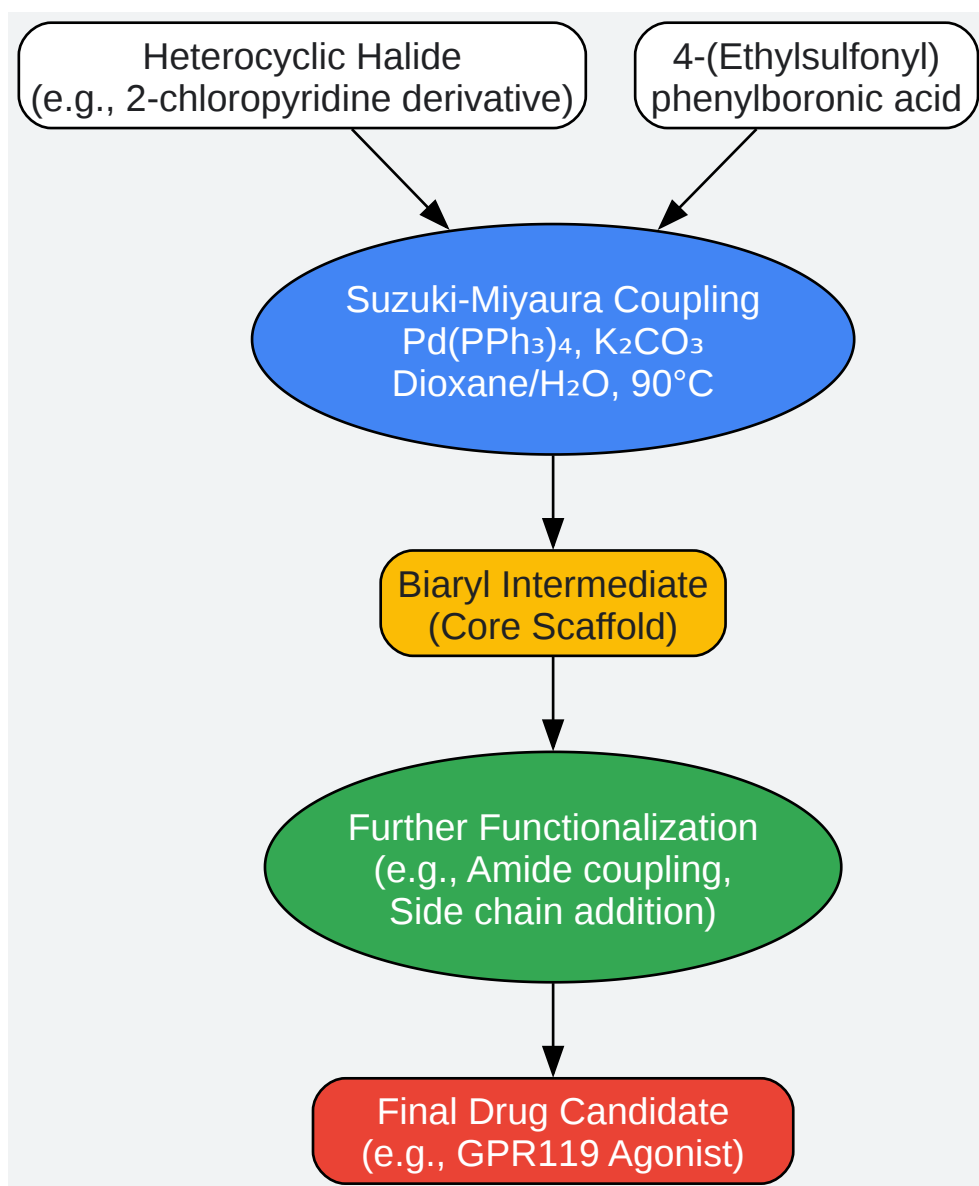 Heterocyclic Halide
(e.g., 2-chloropyridine derivative)
4-(Ethylsulfonyl)
phenylboronic acid
Suzuki-Miyaura Coupling
Pd(PPh₃)₄, K₂CO₃
Dioxane/H₂O, 90°C
Biaryl Intermediate
(Core Scaffold)
Further Functionalization
(e.g., Amide coupling,
Side chain addition)
Final Drug Candidate
(e.g., GPR119 Agonist)